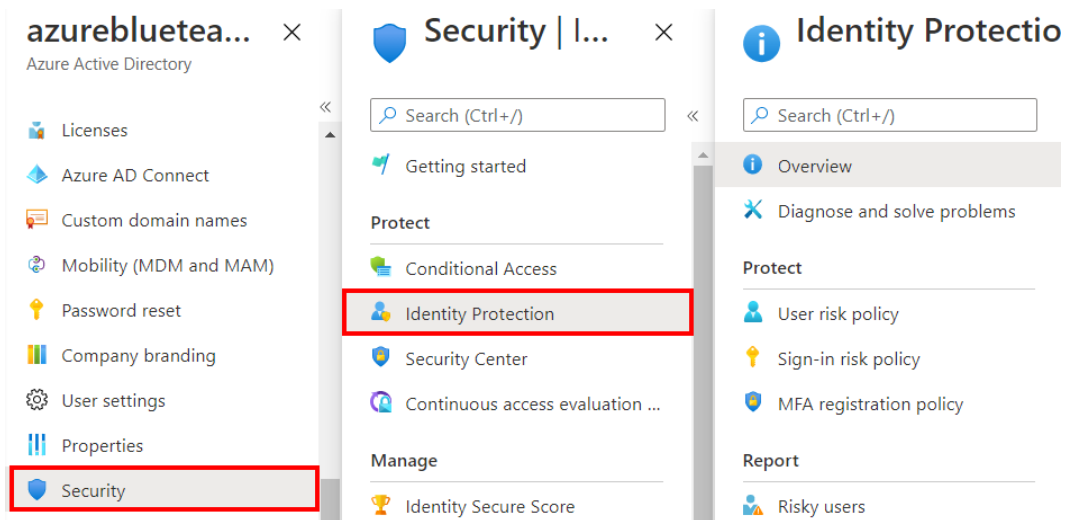 azurebluetea...
Azure Active Directory
Licenses
Azure AD Connect
Custom domain names
Mobility (MDM and MAM)
Password reset
Company branding
User settings
Properties
Security
Security | I...
Search (Ctrl+/)
Getting started
Protect
Conditional Access
Identity Protection
Security Center
Continuous access evaluation ...
Manage
Identity Secure Score
Identity Protectio
Search (Ctrl+/)
Overview
Diagnose and solve problems
Protect
User risk policy
Sign-in risk policy
MFA registration policy
Report
Risky users